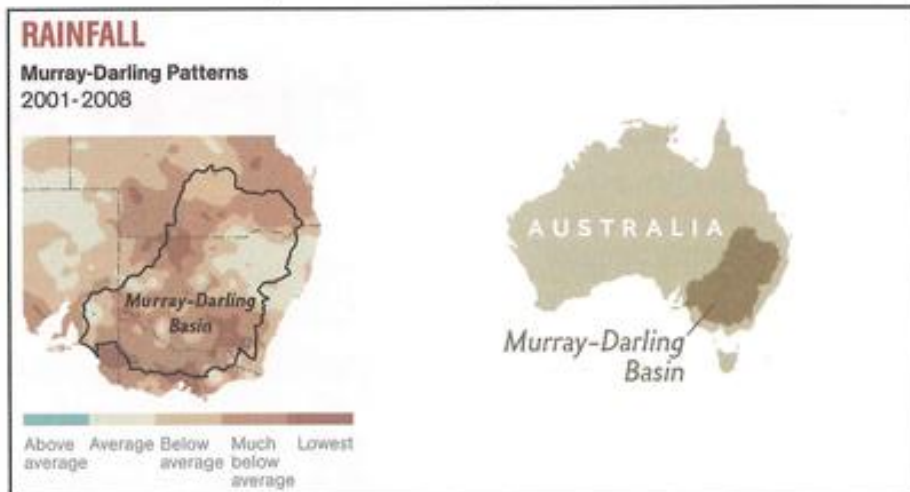 RAINFALL
Murray-Darling Patterns
2001-2008
Murray-Darling
Basin
Above
average
Average
Below
average
Much
below
average
Lowest
AUSTRALIA
Murray-Darling
Basin